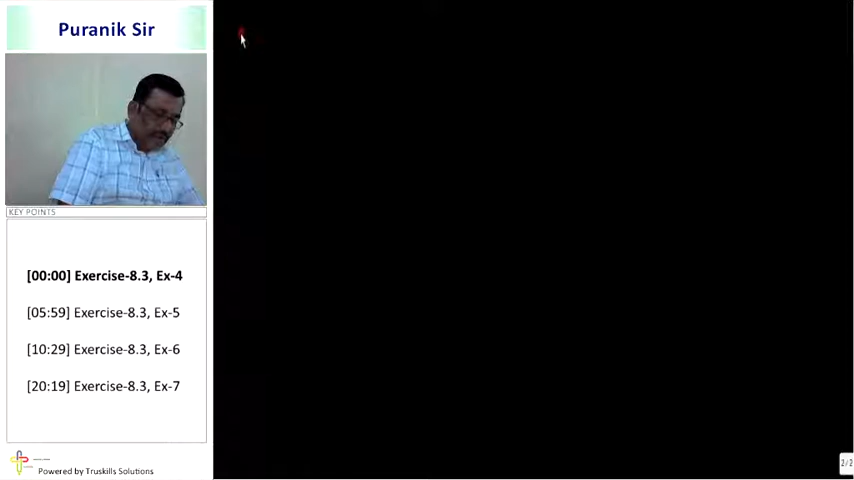 Puranik Sir
KEY POINTS
[00:00] Exercise-8.3, Ex-4
[05:59] Exercise-8.3, Ex-5
[10:29] Exercise-8.3, Ex-6
[20:19] Exercise-8.3, Ex-7
Powered by Truskills Solutions
2/2